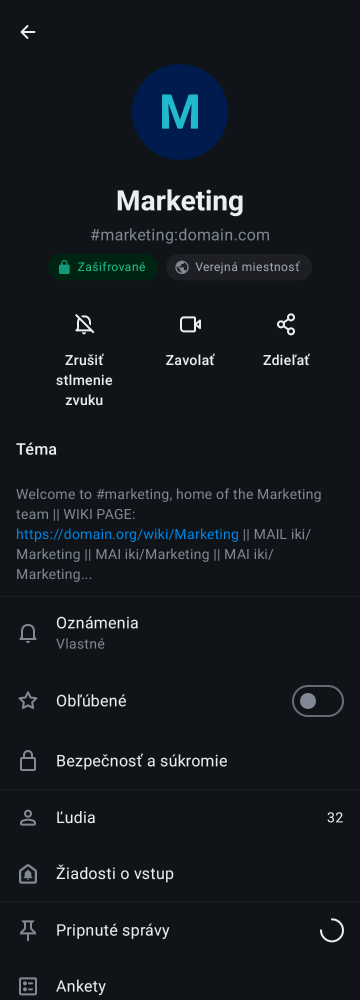 M
Marketing
#marketing:domain.com
Zašifrované
Verejná miestnosť
Zrušiť
stlmenie
zvuku
Zavolať
Zdieľať
Téma
Welcome to #marketing, home of the Marketing
team || WIKI PAGE:
https://domain.org/wiki/Marketing || MAIL iki/
Marketing || MAI iki/Marketing || MAI iki/
Marketing...
Oznámenia
Vlastné
Obľúbené
Bezpečnosť a súkromie
Ľudia
32
Žiadosti o vstup
Pripnuté správy
Ankety